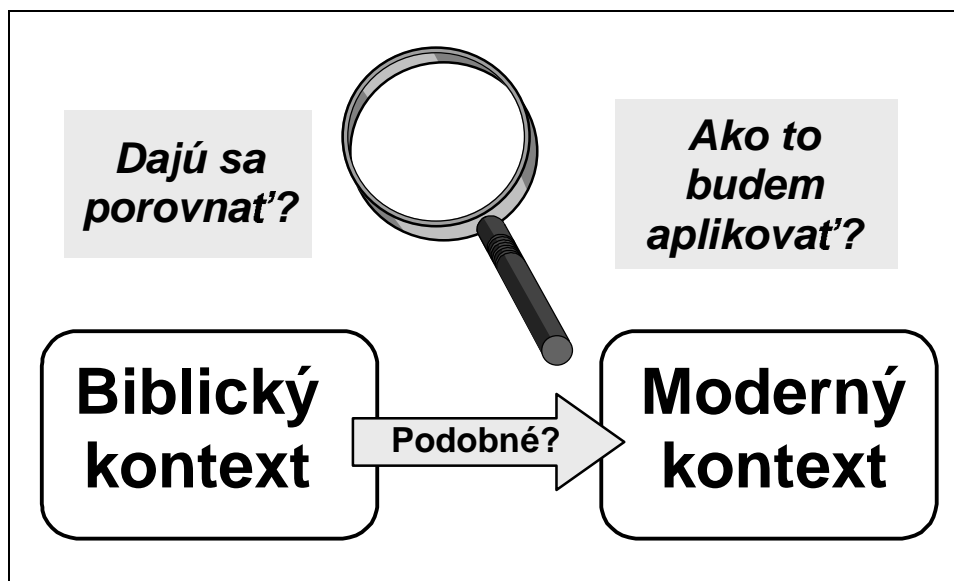 Dajú sa
porovnať?
Ako to
budem
aplikovať?
Biblický
kontext
Podobné?
Moderný
kontext